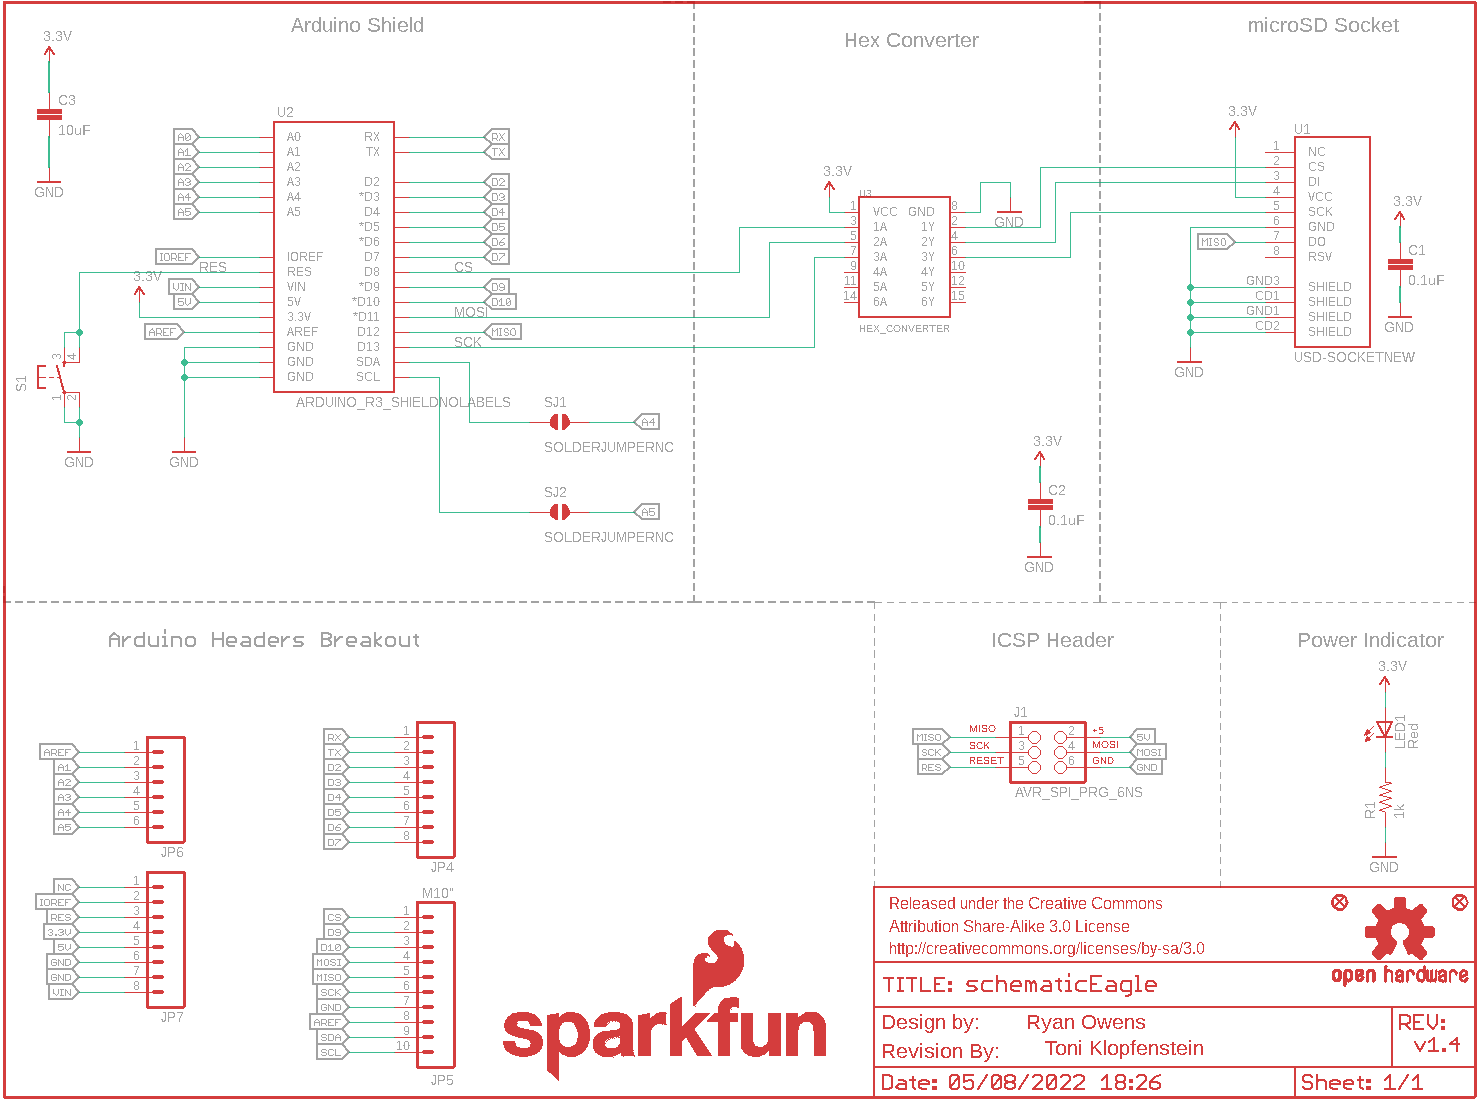 Arduino Shield
Hex Converter
microSD Socket
3.3V
C3
10uF
GND
U2
A0 A0 RX RX
A1 A1 TX TX
A2 A2
A3 A3 D2 D2
A4 A4 *D3 D3
A5 A5 D4 D4
*D5 D5
*D6 D6
IOREF IOREF D7 D7
RES RES D8 CS
VIN VIN *D9 D9
5V 5V *D10 D10
3.3V 3.3V *D11 MOSI
AREF AREF D12 MISO MISO
GND D13 SCK
GND SDA
GND SCL
ARDUINO_R3_SHIELDNOLABELS
S1
3 4
1 2
GND
GND
SJ1
A4
SOLDERJUMPERNC
SJ2
A5
SOLDERJUMPERNC
3.3V
U3
1 VCC GND 8
3 1A 1Y 2
5 2A 2Y 4
7 3A 3Y 6
9 4A 4Y 10
11 5A 5Y 12
14 6A 6Y 15
HEX_CONVERTER
GND
3.3V
C2
0.1uF
GND
3.3V
U1
1 NC
2 CS
3 DI
4 VCC
5 SCK
6 GND
MISO 7 DO
8 RSV
GND3 SHIELD
CD1 SHIELD
GND1 SHIELD
CD2 SHIELD
USD-SOCKETNEW
GND
3.3V
C1
0.1uF
GND
Arduino Headers Breakout
AREF 1
A1 2
A2 3
A3 4
A4 5
A5 6
JP6
NC 1
IOREF 2
RES 3
3.3V 4
5V 5
GND 6
GND 7
VIN 8
JP7
RX 1
TX 2
D2 3
D3 4
D4 5
D5 6
D6 7
D7 8
JP4
M10"
CS 1
D9 2
D10 3
MOSI 4
MISO 5
SCK 6
GND 7
AREF 8
SDA 9
SCL 10
JP5
sparkfun
ICSP Header
J1
MISO MISO 1 2 +5 5V
SCK SCK 3 4 MOSI MOSI
RES RESET 5 6 GND GND
AVR_SPI_PRG_6NS
Power Indicator
3.3V
LED1
Red
R1
1k
GND
Released under the Creative Commons
Attribution Share-Alike 3.0 License
http://creativecommons.org/licenses/by-sa/3.0
open hardware
TITLE: schematicEagle
Design by: Ryan Owens
Revision By: Toni Klopfenstein
REV:
v1.4
Date: 05/08/2022 18:26
Sheet: 1/1